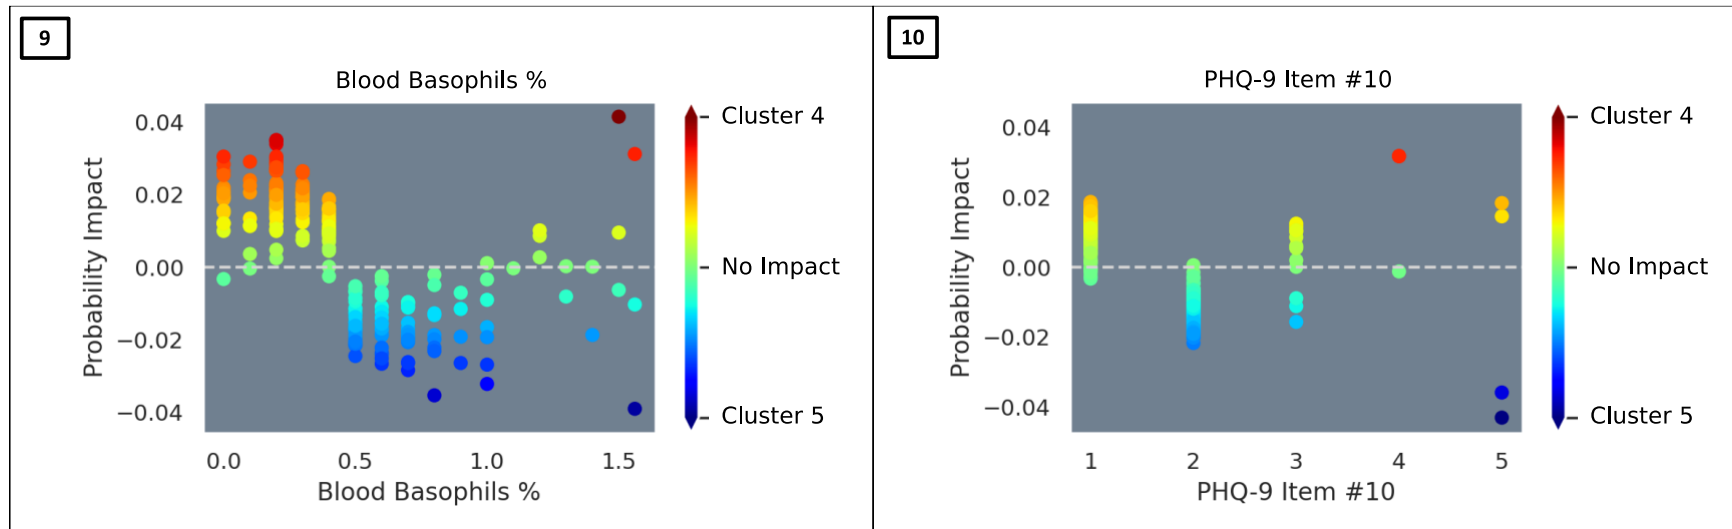 9
Blood Basophils %
Probability Impact
0.04
0.02
0.00
−0.02
−0.04
0.0 0.5 1.0 1.5
Blood Basophils %
Cluster 4
No Impact
Cluster 5
10
PHQ-9 Item #10
Probability Impact
0.04
0.02
0.00
−0.02
−0.04
1 2 3 4 5
PHQ-9 Item #10
Cluster 4
No Impact
Cluster 5